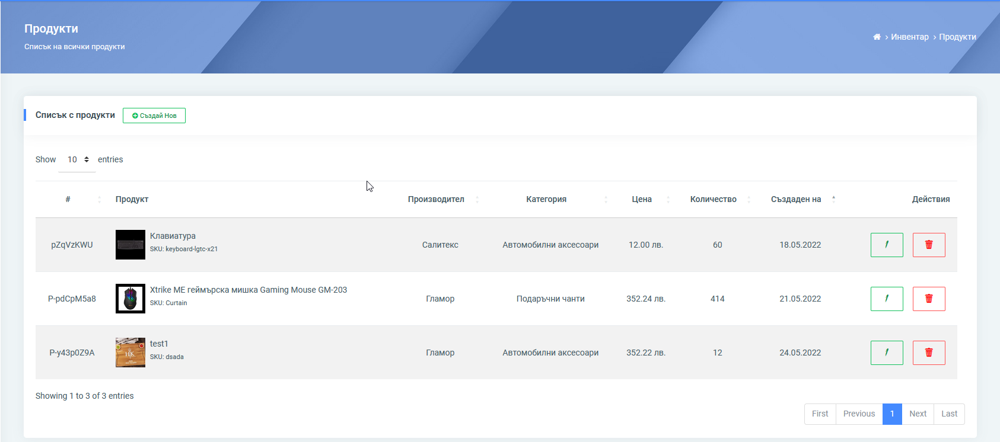 Продукти
Списък на всички продукти
Инвентар
Продукти
Списък с продукти
Създай Нов
Show 10 entries
# Продукт Производител Категория Цена Количество Създаден на Действия
pZqVzKWU Клавиатура Салитекс Автомобилни аксесоари 12.00 лв. 60 18.05.2022
SKU: keyboard-lgtc-x21
P-pdCpM5a8 Xtrike ME геймърска мишка Gaming Mouse GM-203 Гламор Подаръчни чанти 352.24 лв. 414 21.05.2022
SKU: Curtain
P-y43p0Z9A test1 Гламор Автомобилни аксесоари 352.22 лв. 12 24.05.2022
SKU: dsada
Showing 1 to 3 of 3 entries
First Previous 1 Next Last